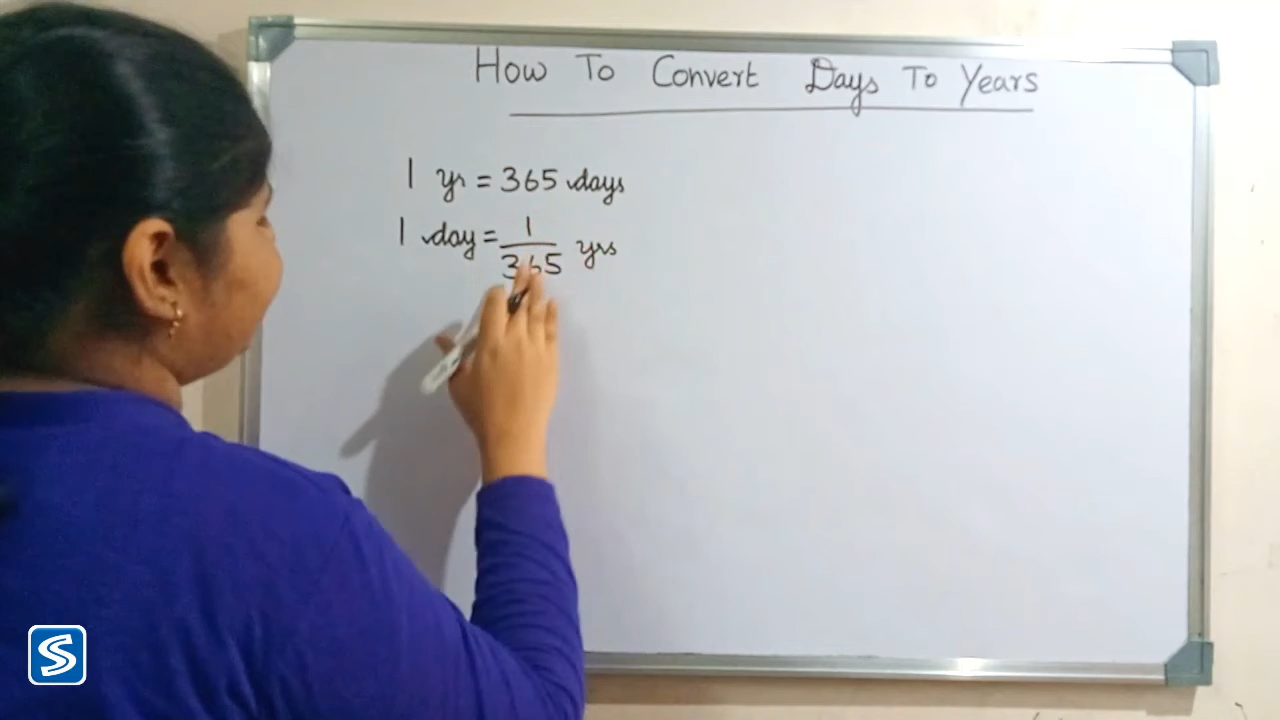 How To Convert Days To Years
1 yr = 365 days
1 day = 1/365 yrs
S